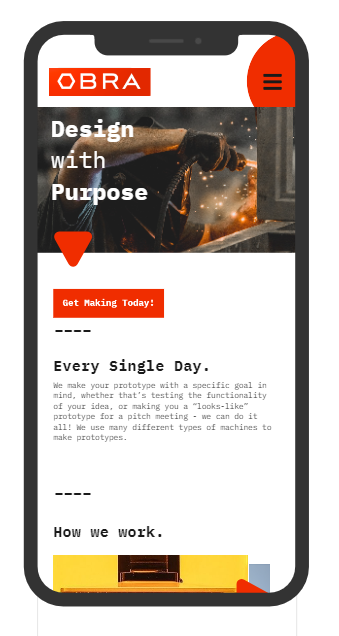 OBRA
Design
with
Purpose
Get Making Today!
----
Every Single Day.
We make your prototype with a specific goal in
mind, whether that's testing the functionality
of your idea, or making you a "looks-like"
prototype for a pitch meeting - we can do it
all! We use many different types of machines to
make prototypes.
----
How we work.